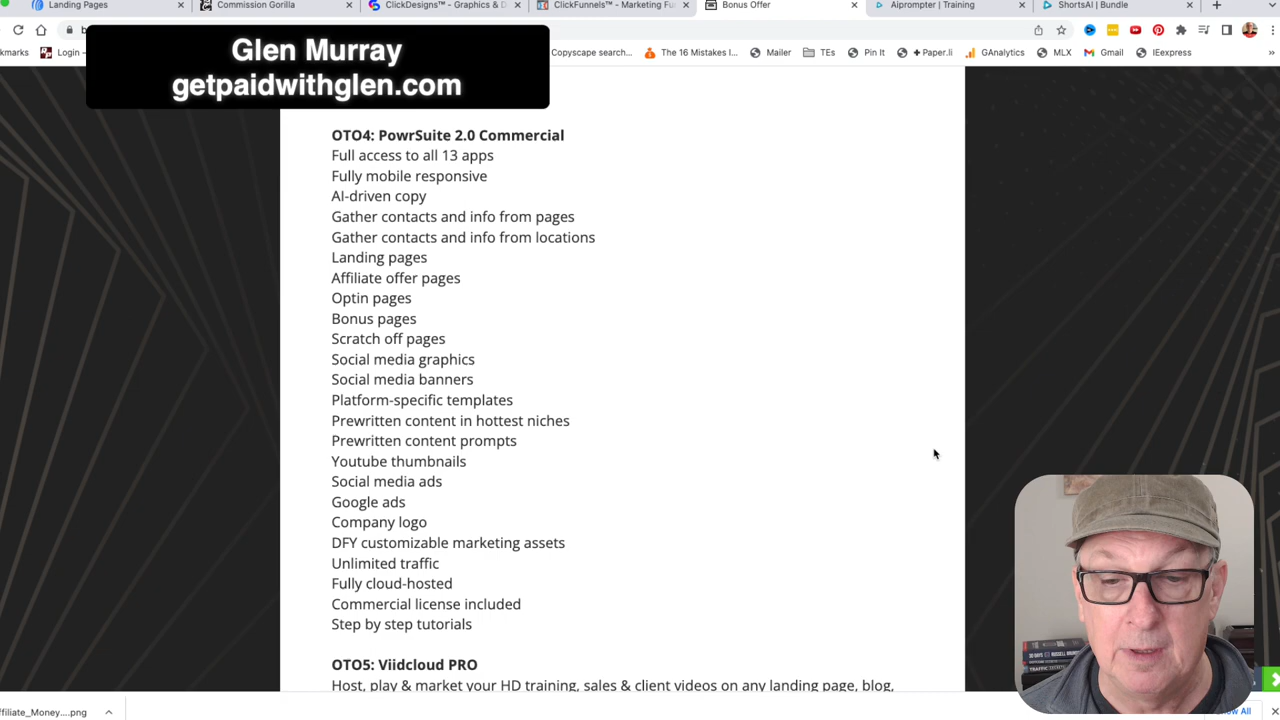 Landing Pages
Commission Gorilla
ClickDesigns™ - Graphics & D
ClickFunnels™ - Marketing Fu
Bonus Offer
Aiprompter | Training
ShortsAI | Bundle
Glen Murray
getpaidwithglen.com
Login
Copyscape search...
The 16 Mistakes I...
Mailer
TEs
Pin It
+ Paper.li
GAnalytics
MLX
Gmail
IEexpress
OTO4: PowrSuite 2.0 Commercial
Full access to all 13 apps
Fully mobile responsive
AI-driven copy
Gather contacts and info from pages
Gather contacts and info from locations
Landing pages
Affiliate offer pages
Optin pages
Bonus pages
Scratch off pages
Social media graphics
Social media banners
Platform-specific templates
Prewritten content in hottest niches
Prewritten content prompts
Youtube thumbnails
Social media ads
Google ads
Company logo
DFY customizable marketing assets
Unlimited traffic
Fully cloud-hosted
Commercial license included
Step by step tutorials
OTO5: Viidcloud PRO
Host, play & market your HD training, sales & client videos on any landing page, blog,
ffiliate_Money....png